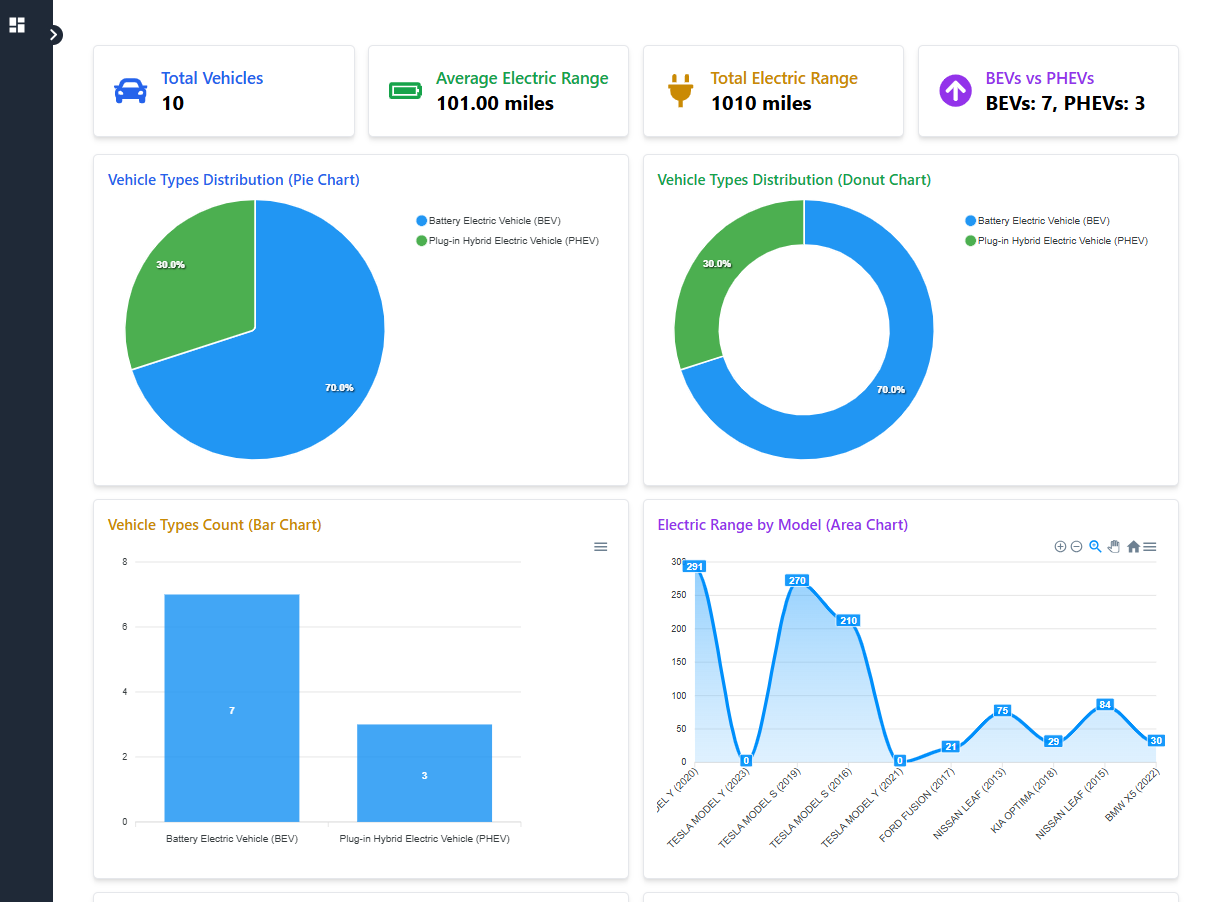 Total Vehicles
10
Average Electric Range
101.00 miles
Total Electric Range
1010 miles
BEVs vs PHEVs
BEVs: 7, PHEVs: 3
Vehicle Types Distribution (Pie Chart)
Battery Electric Vehicle (BEV)
Plug-in Hybrid Electric Vehicle (PHEV)
30.0%
70.0%
Vehicle Types Distribution (Donut Chart)
Battery Electric Vehicle (BEV)
Plug-in Hybrid Electric Vehicle (PHEV)
30.0%
70.0%
Vehicle Types Count (Bar Chart)
8
6
4
2
0
7
3
Battery Electric Vehicle (BEV)
Plug-in Hybrid Electric Vehicle (PHEV)
Electric Range by Model (Area Chart)
300
250
200
150
100
50
0
291
0
270
210
0
21
75
29
84
30
Y (2020)
TESLA MODEL Y (2023)
TESLA MODEL S (2019)
TESLA MODEL S (2016)
TESLA MODEL Y (2021)
FORD FUSION (2017)
NISSAN LEAF (2013)
KIA OPTIMA (2018)
NISSAN LEAF (2015)
BMW X5 (2022)